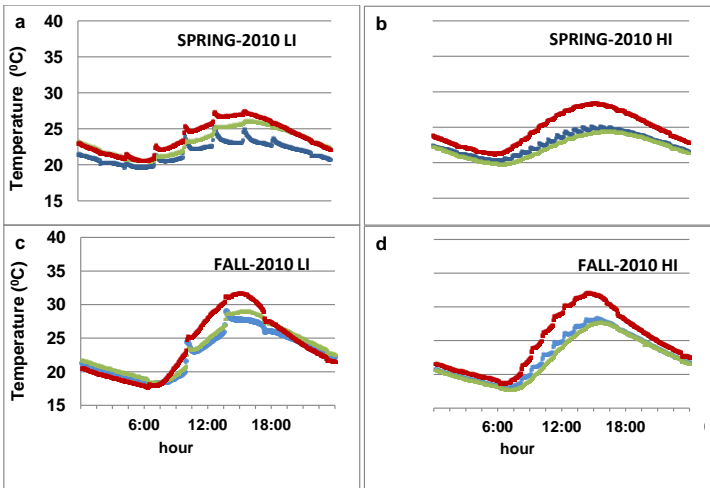 a
SPRING-2010 LI
40
35
30
25
20
15
Temperature (⁰C)
b
SPRING-2010 HI
c
FALL-2010 LI
40
35
30
25
20
15
Temperature (⁰C)
6:00 12:00 18:00
hour
d
FALL-2010 HI
6:00 12:00 18:00
hour